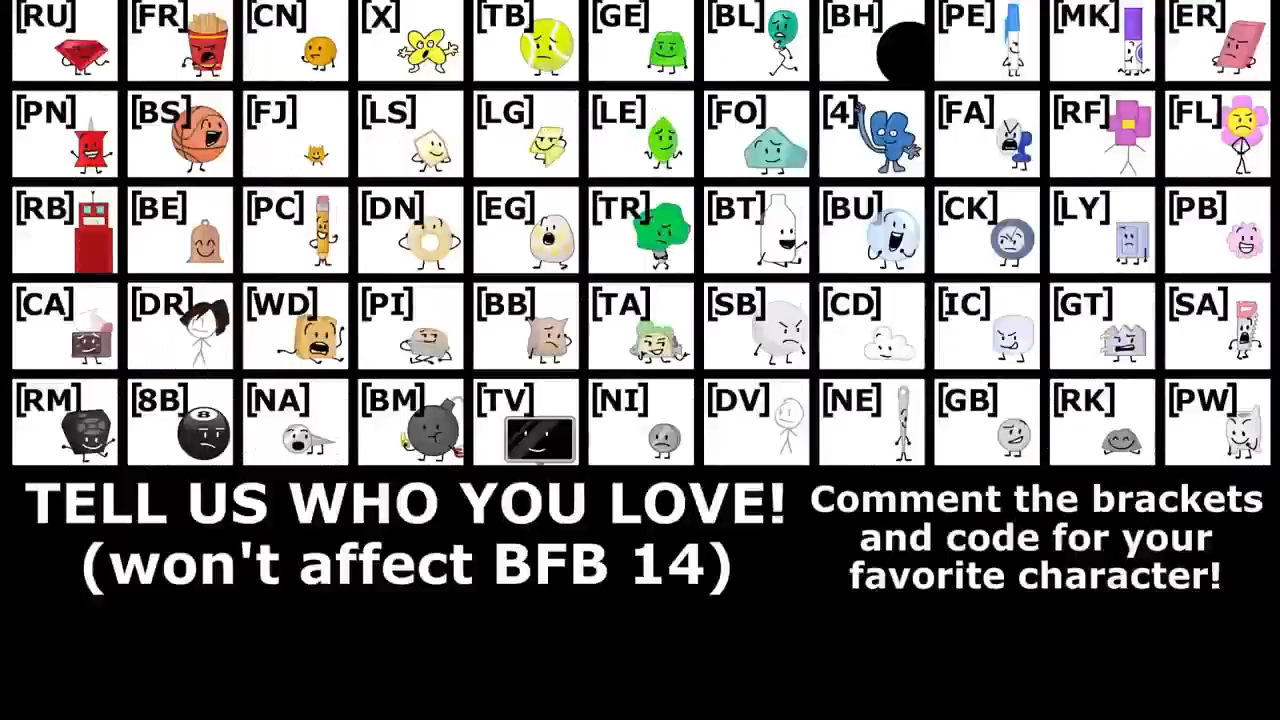 [RU] [FR] [CN] [X] [TB] [GE] [BL] [BH] [PE] [MK] [ER]
[PN] [BS] [FJ] [LS] [LG] [LE] [FO] [4] [FA] [RF] [FL]
[RB] [BE] [PC] [DN] [EG] [TR] [BT] [BU] [CK] [LY] [PB]
[CA] [DR] [WD] [PI] [BB] [TA] [SB] [CD] [IC] [GT] [SA]
[RM] [8B] [NA] [BM] [TV] [NI] [DV] [NE] [GB] [RK] [PW]
8
TELL US WHO YOU LOVE!
(won't affect BFB 14)
Comment the brackets
and code for your
favorite character!